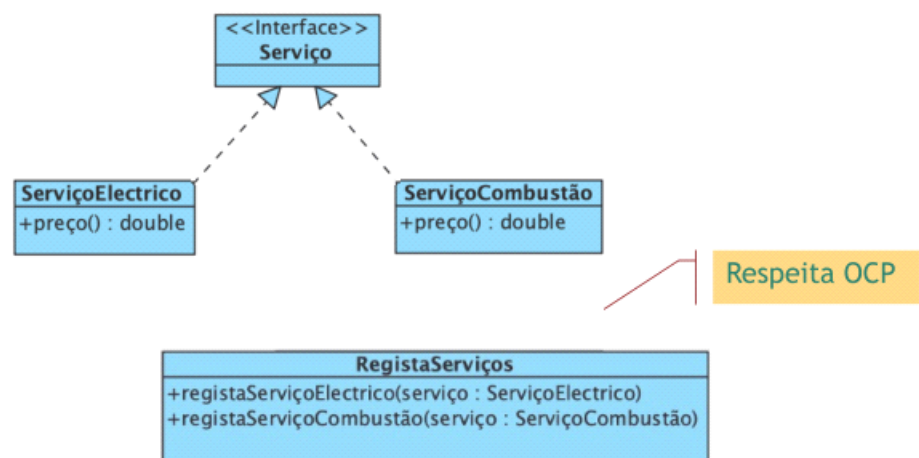 <<Interface>>
Serviço
ServiçoElectrico
+preço() : double
ServiçoCombustão
+preço() : double
Respeita OCP
RegistaServiços
+registaServiçoElectrico(serviço : ServiçoElectrico)
+registaServiçoCombustão(serviço : ServiçoCombustão)